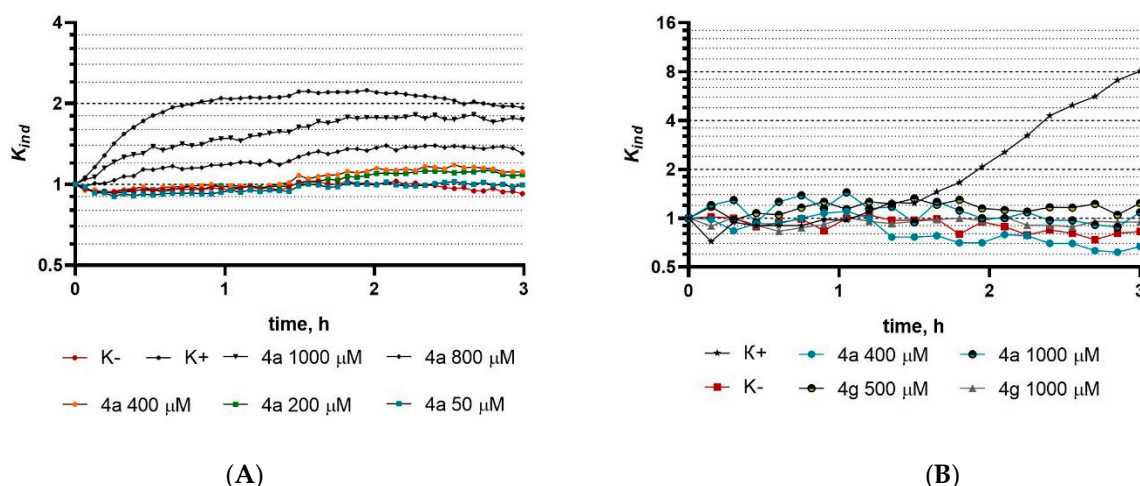 4
2
1
0.5
K_ind
0 1 2 3
time, h
K- K+ 4a 1000 μM 4a 800 μM
4a 400 μM 4a 200 μM 4a 50 μM
(A)
16
8
4
2
1
0.5
K_ind
0 1 2 3
time, h
K+ 4a 400 μM 4a 1000 μM
K- 4g 500 μM 4g 1000 μM
(B)